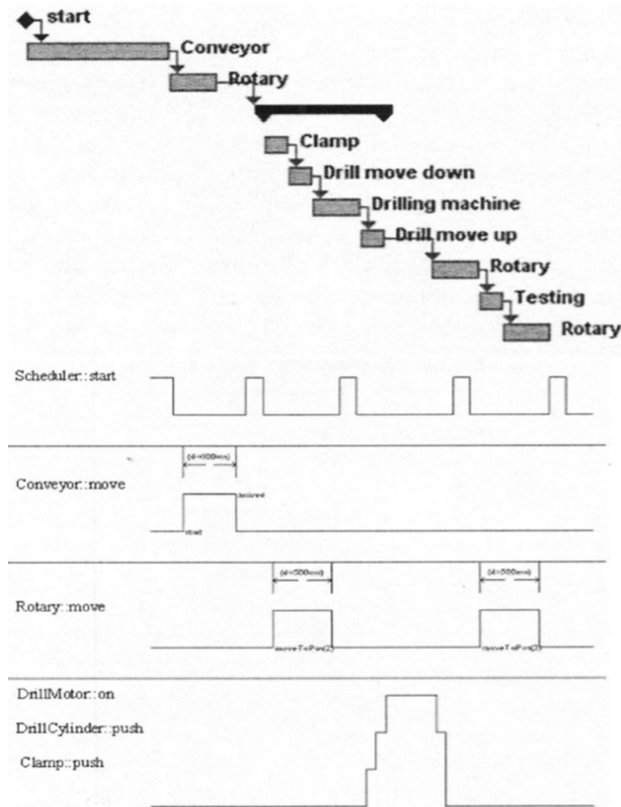 start
Conveyor
Rotary
Clamp
Drill move down
Drilling machine
Drill move up
Rotary
Testing
Rotary
Scheduler::start
Conveyor::move
start
Rotary::move
DrillMotor::on
DrillCylinder::push
Clamp::push